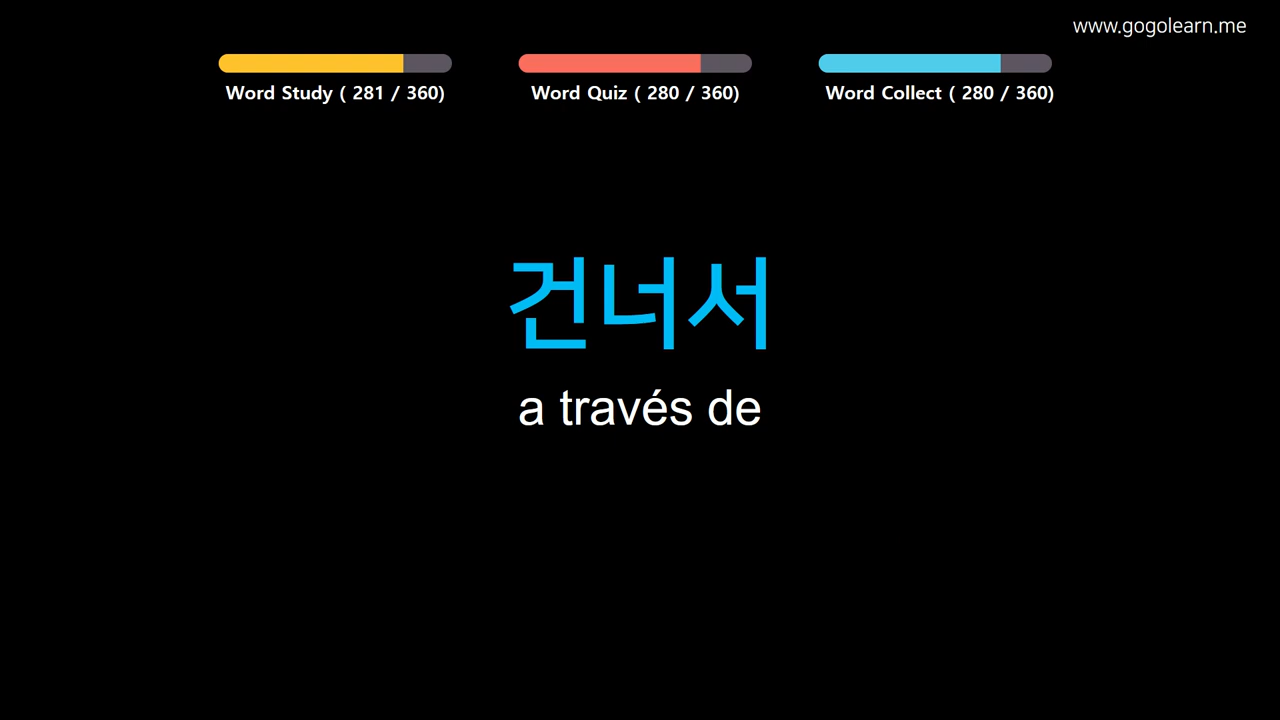 www.gogolearn.me
Word Study ( 281 / 360)
Word Quiz ( 280 / 360)
Word Collect ( 280 / 360)
건너서
a través de